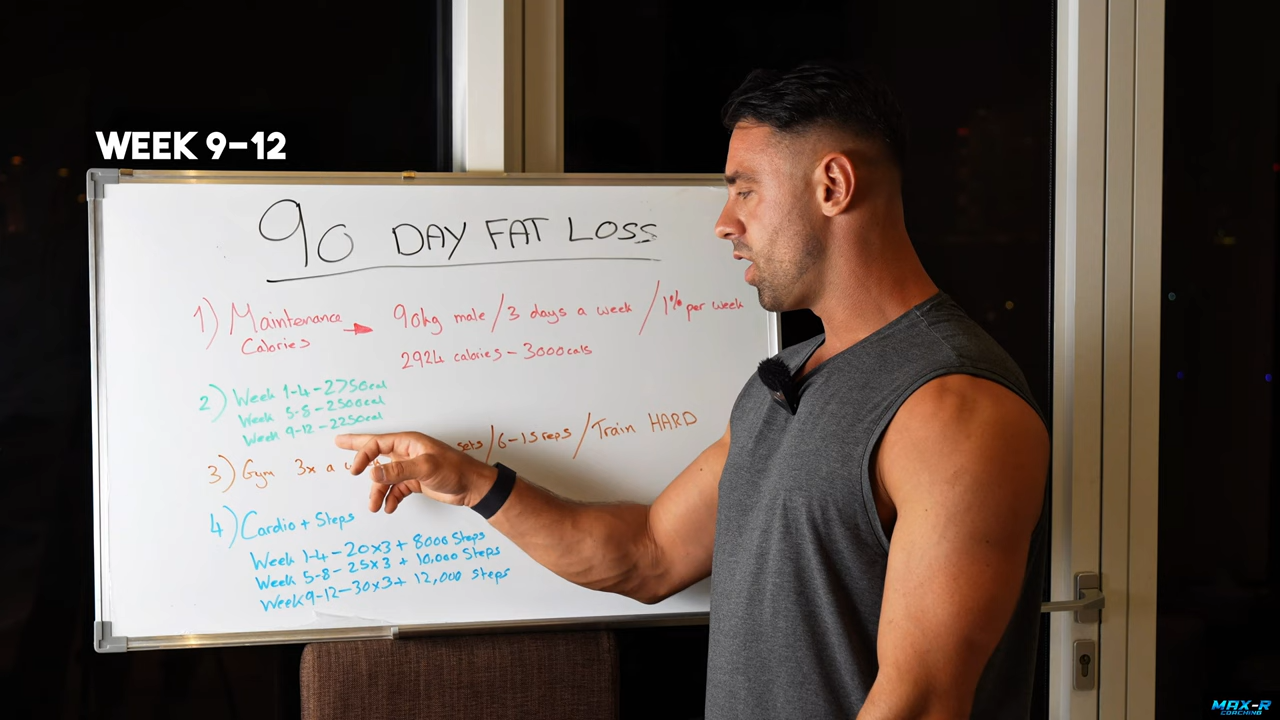 WEEK 9-12
90 DAY FAT LOSS
1) Maintenance Calories → 90kg male / 3 days a week / 1% per week
2924 calories - 3000cals
2) Week 1-4 - 2750cal
Week 5-8 - 2500cal
Week 9-12 - 2250cal
3) Gym 3x a sets / 6-15 reps / Train HARD
4) Cardio + Steps
Week 1-4 - 20x3 + 8000 Steps
Week 5-8 - 25x3 + 10,000 Steps
Week 9-12 - 30x3 + 12,000 Steps
MAX-R
COACHING